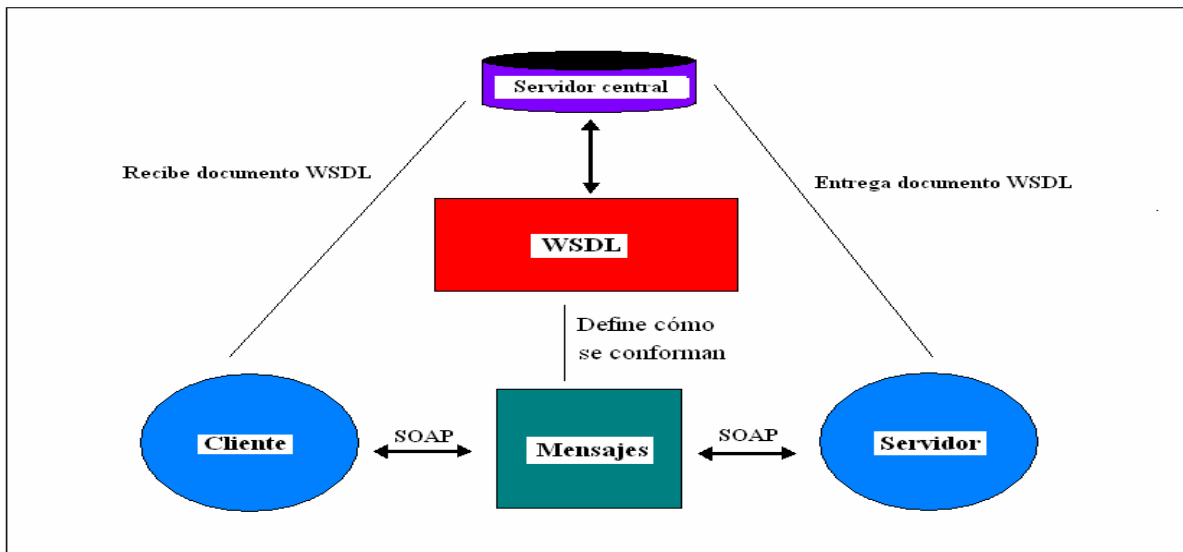 Servidor central
Recibe documento WSDL
Entrega documento WSDL
WSDL
Define cómo
se conforman
Cliente
SOAP
Mensajes
SOAP
Servidor